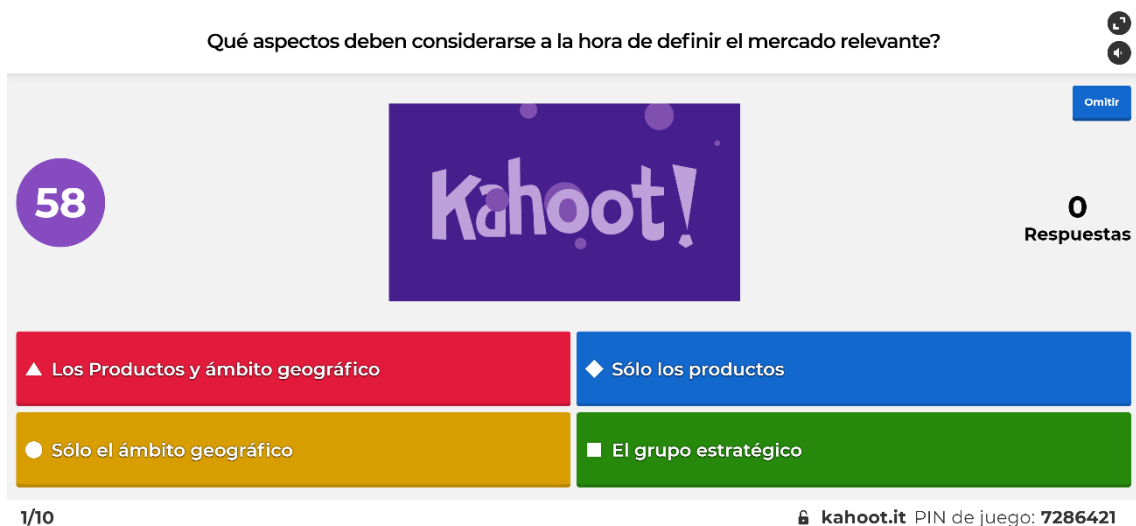 Qué aspectos deben considerarse a la hora de definir el mercado relevante?
Omitir
58
Kahoot!
0
Respuestas
Los Productos y ámbito geográfico
Sólo los productos
Sólo el ámbito geográfico
El grupo estratégico
1/10
kahoot.it PIN de juego: 7286421